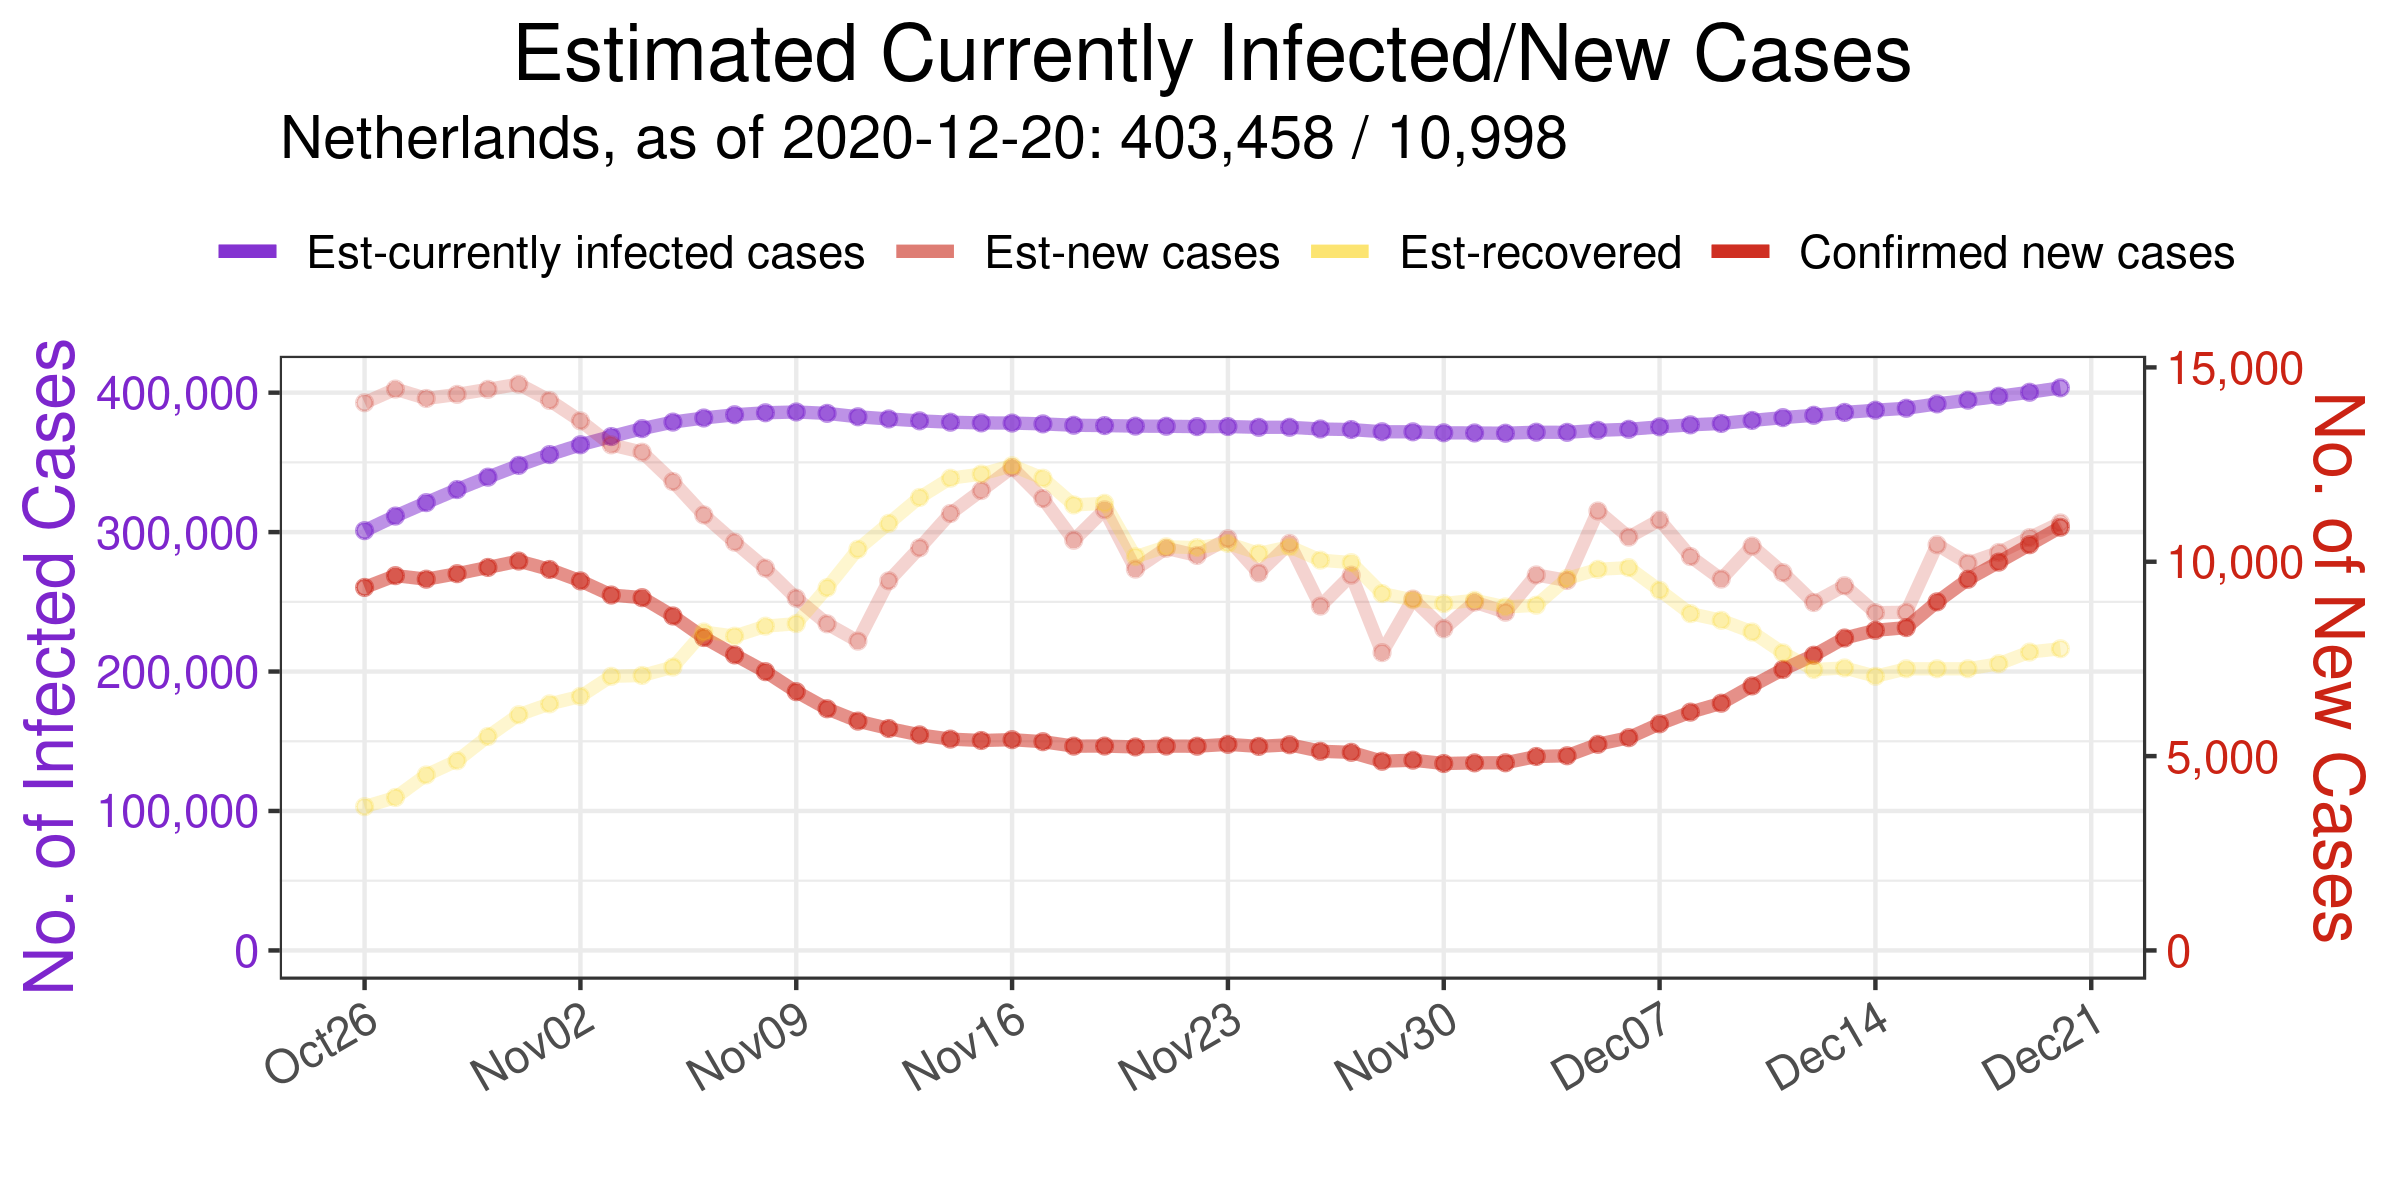 Estimated Currently Infected/New Cases
Netherlands, as of 2020-12-20: 403,458 / 10,998
Est-currently infected cases Est-new cases Est-recovered Confirmed new cases
No. of Infected Cases
400,000
300,000
200,000
100,000
0
15,000
10,000
5,000
0
No. of New Cases
Oct26 Nov02 Nov09 Nov16 Nov23 Nov30 Dec07 Dec14 Dec21